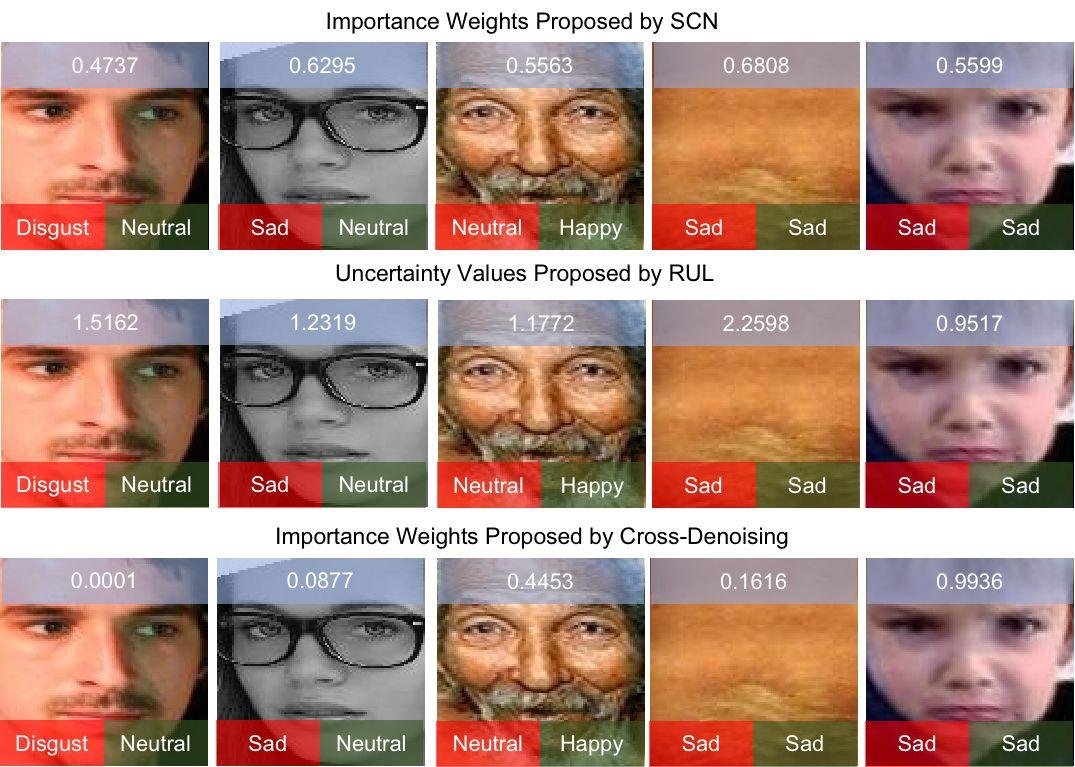 Importance Weights Proposed by SCN
0.4737 0.6295 0.5563 0.6808 0.5599
Disgust Neutral Sad Neutral Neutral Happy Sad Sad Sad Sad
Uncertainty Values Proposed by RUL
1.5162 1.2319 1.1772 2.2598 0.9517
Disgust Neutral Sad Neutral Neutral Happy Sad Sad Sad Sad
Importance Weights Proposed by Cross-Denoising
0.0001 0.0877 0.4453 0.1616 0.9936
Disgust Neutral Sad Neutral Neutral Happy Sad Sad Sad Sad